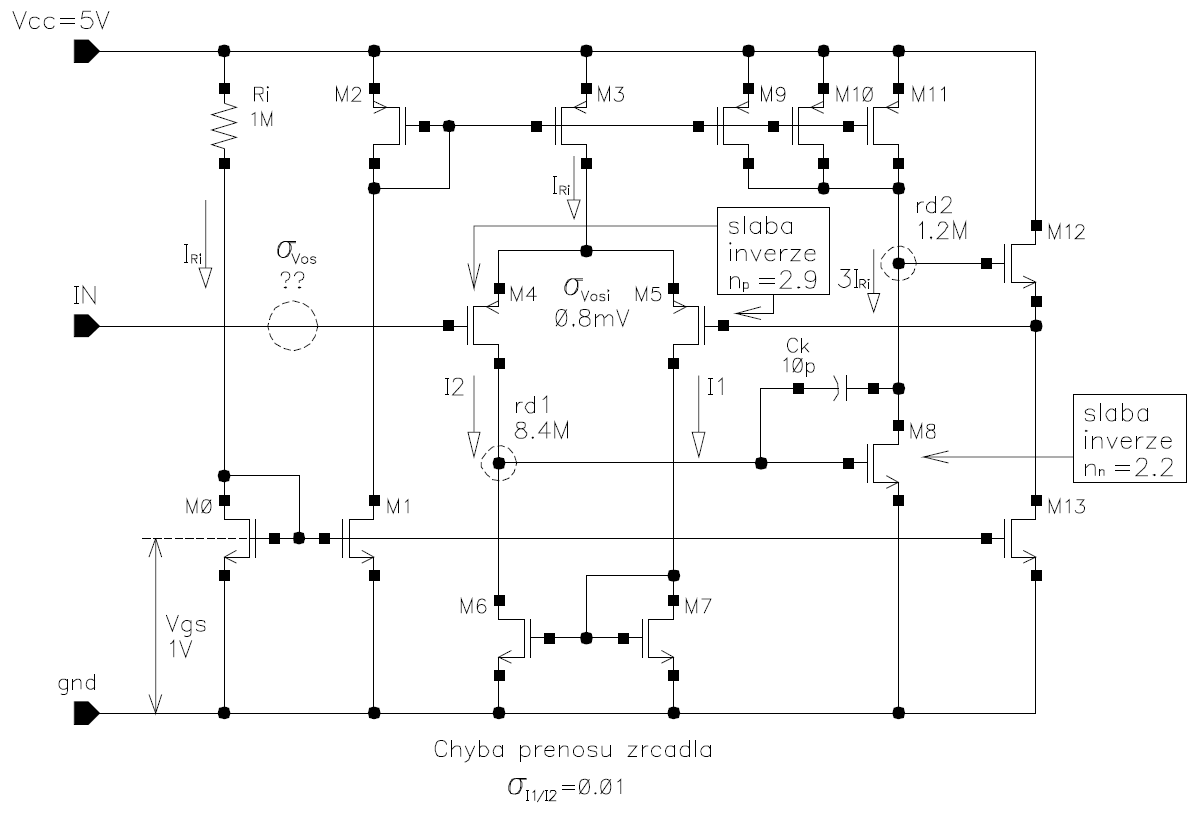 Vcc=5V
Ri
1M
M2
M3
M9
M10
M11
IRi
rd2
1.2M
M12
slaba
inverze
np=2.9
IRi
σVos
??
IN
M4
σVosi
0.8mV
M5
3IRi
Ck
10p
I2
I1
rd1
8.4M
M8
slaba
inverze
nn=2.2
M0
M1
M13
Vgs
1V
M6
M7
gnd
Chyba prenosu zrcadla
σI1/I2=0.01